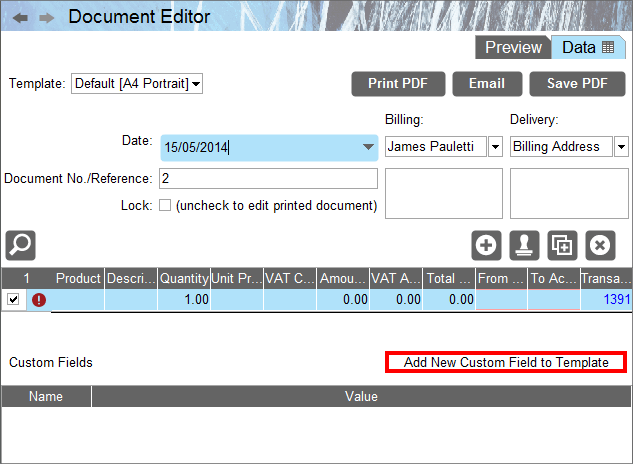 Document Editor
Preview Data
Template: Default [A4 Portrait] Print PDF Email Save PDF
Billing: Delivery:
Date: 15/05/2014 James Pauletti Billing Address
Document No./Reference: 2
Lock: (uncheck to edit printed document)
1 Product Descri... Quantity Unit Pr... VAT C... Amou... VAT A... Total ... From ... To Ac... Transa...
1.00 0.00 0.00 0.00 1391
Custom Fields Add New Custom Field to Template
Name Value